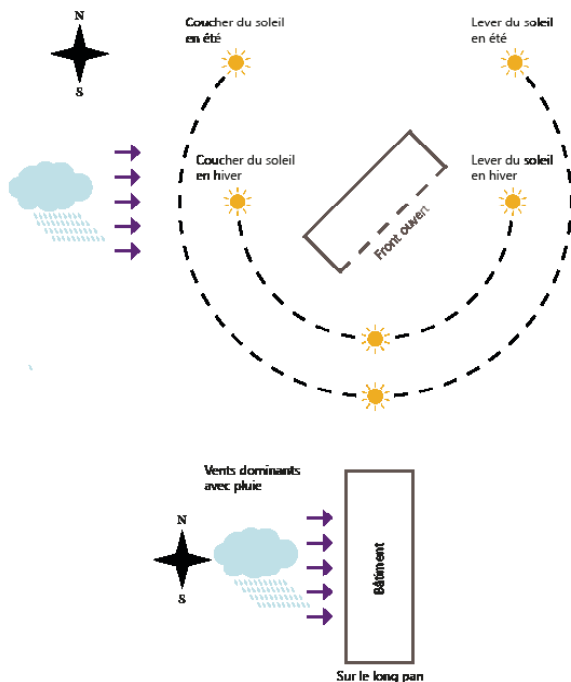 N
S
Coucher du soleil
en été
Lever du soleil
en été
Coucher du soleil
en hiver
Lever du soleil
en hiver
Front ouvert
Vents dominants
avec pluie
N
S
Bâtiment
Sur le long pan